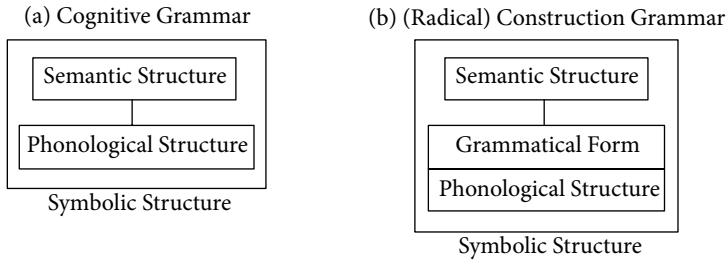 (a) Cognitive Grammar
Semantic Structure
Phonological Structure
Symbolic Structure
(b) (Radical) Construction Grammar
Semantic Structure
Grammatical Form
Phonological Structure
Symbolic Structure